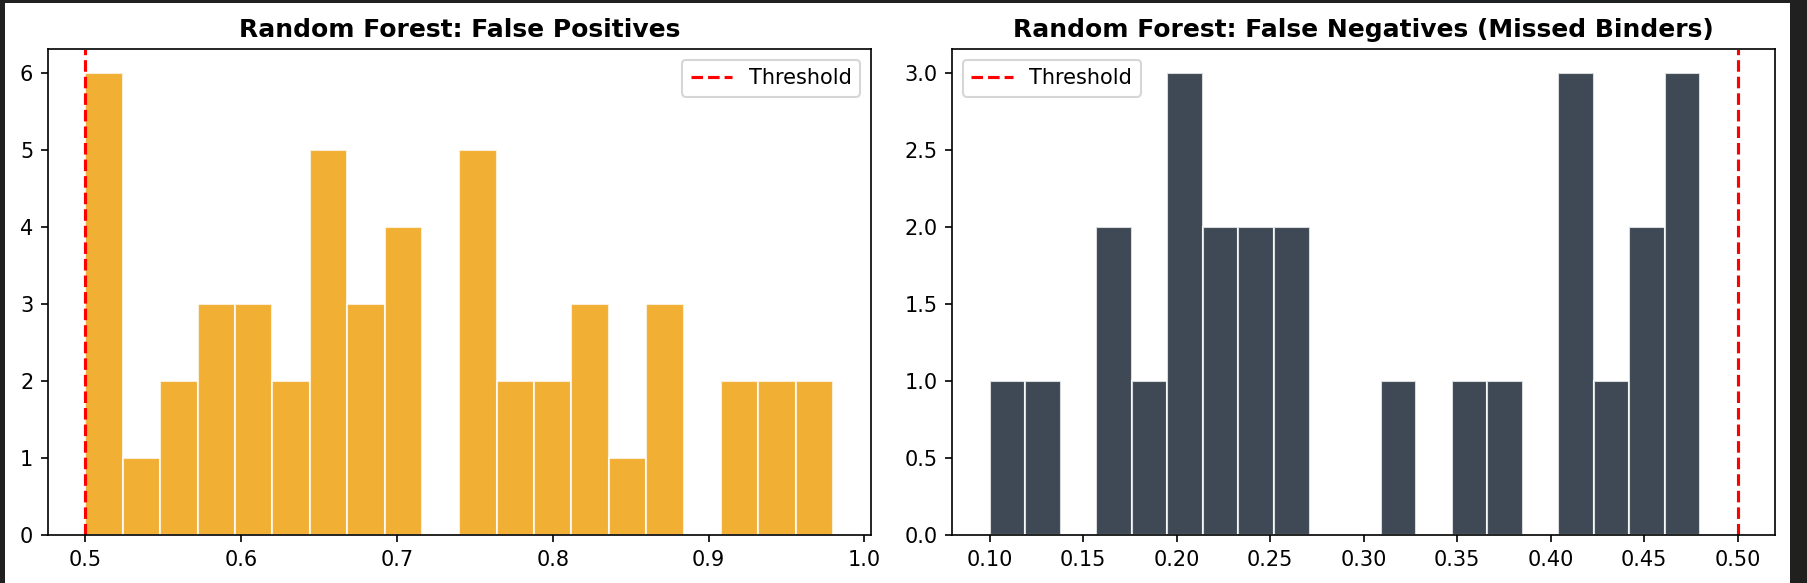 Random Forest: False Positives
Threshold
6
5
4
3
2
1
0
0.5 0.6 0.7 0.8 0.9 1.0
Random Forest: False Negatives (Missed Binders)
Threshold
3.0
2.5
2.0
1.5
1.0
0.5
0.0
0.10 0.15 0.20 0.25 0.30 0.35 0.40 0.45 0.50